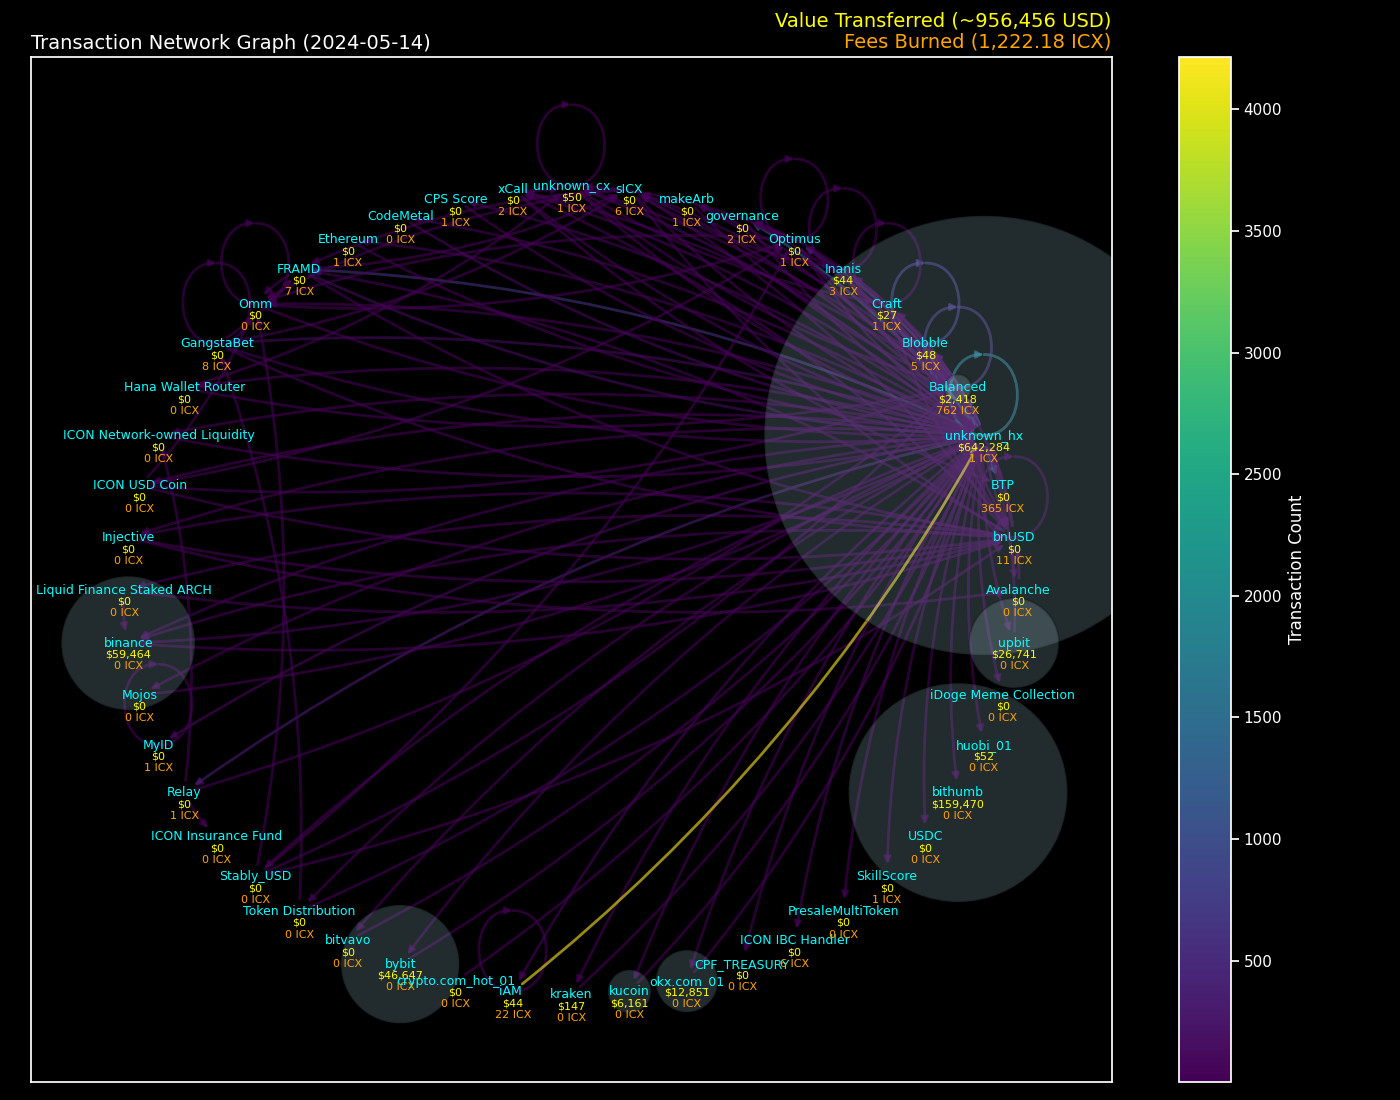 Value Transferred (~956,456 USD)
Transaction Network Graph (2024-05-14)
Fees Burned (1,222.18 ICX)
unknown_cx
$50
1 ICX
xCall
$0
2 ICX
sICX
$0
6 ICX
CPS Score
$0
1 ICX
makeArb
$0
1 ICX
CodeMetal
$0
0 ICX
governance
$0
2 ICX
Ethereum
$0
1 ICX
Optimus
$0
1 ICX
FRAMD
$0
7 ICX
Inanis
$44
3 ICX
Omm
$0
0 ICX
Craft
$27
1 ICX
GangstaBet
$0
8 ICX
Blobble
$48
5 ICX
Hana Wallet Router
$0
0 ICX
Balanced
$2,418
762 ICX
ICON Network-owned Liquidity
$0
0 ICX
unknown_hx
$642,284
1 ICX
ICON USD Coin
$0
0 ICX
BTP
$0
365 ICX
Injective
$0
0 ICX
bnUSD
$0
11 ICX
Liquid Finance Staked ARCH
$0
0 ICX
Avalanche
$0
0 ICX
binance
$59,464
0 ICX
upbit
$26,741
0 ICX
Mojos
$0
0 ICX
iDoge Meme Collection
$0
0 ICX
MyID
$0
1 ICX
huobi_01
$52
0 ICX
Relay
$0
1 ICX
bithumb
$159,470
0 ICX
ICON Insurance Fund
$0
0 ICX
USDC
$0
0 ICX
Stably_USD
$0
0 ICX
SkillScore
$0
1 ICX
Token Distribution
$0
0 ICX
PresaleMultiToken
$0
0 ICX
bitvavo
$0
0 ICX
ICON IBC Handler
$0
ICX
bybit
$46,647
0 ICX
CPF_TREASURY
$0
0 ICX
crypto.com_hot_01
$0
0 ICX
okx.com_01
$12,851
0 ICX
iAM
$44
22 ICX
kraken
$147
0 ICX
kucoin
$6,161
0 ICX
4000
3500
3000
2500
2000
1500
1000
500
Transaction Count